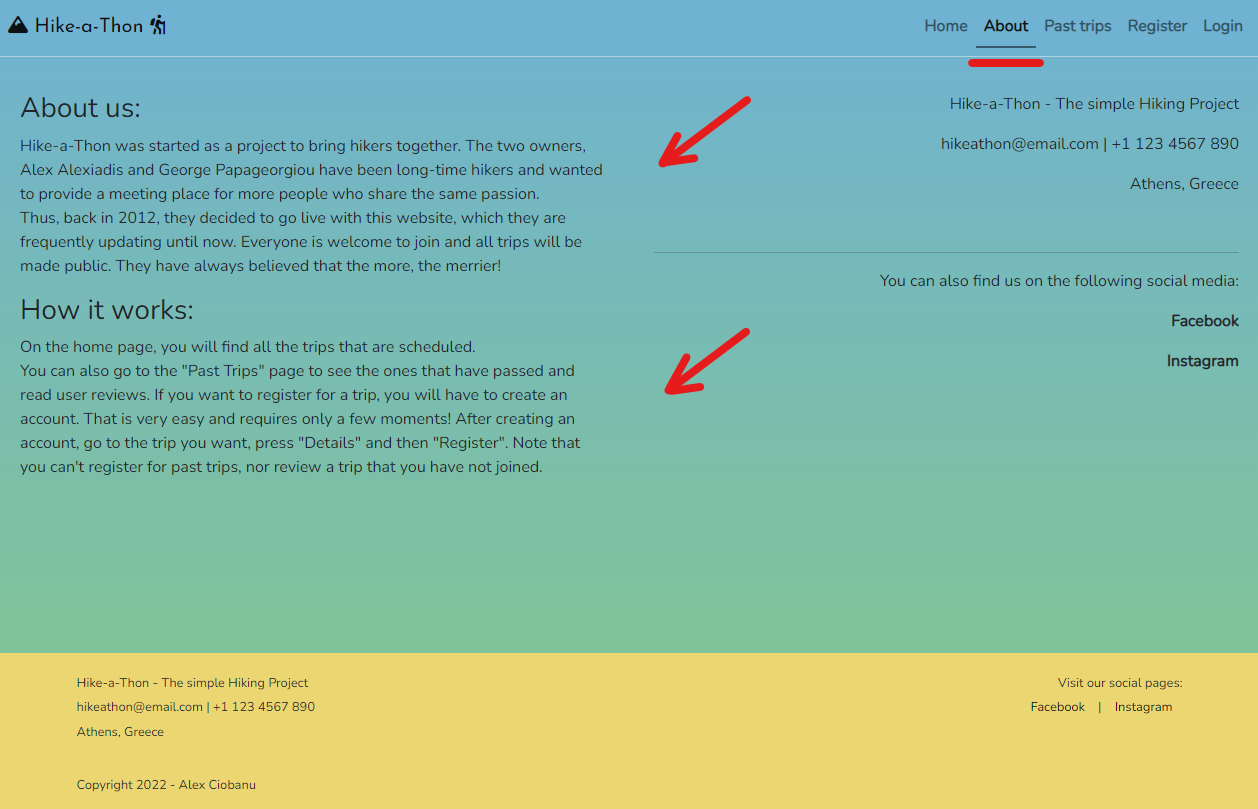 Hike-a-Thon
Home About Past trips Register Login
About us:
Hike-a-Thon was started as a project to bring hikers together. The two owners,
Alex Alexiadis and George Papageorgiou have been long-time hikers and wanted
to provide a meeting place for more people who share the same passion.
Thus, back in 2012, they decided to go live with this website, which they are
frequently updating until now. Everyone is welcome to join and all trips will be
made public. They have always believed that the more, the merrier!
How it works:
On the home page, you will find all the trips that are scheduled.
You can also go to the "Past Trips" page to see the ones that have passed and
read user reviews. If you want to register for a trip, you will have to create an
account. That is very easy and requires only a few moments! After creating an
account, go to the trip you want, press "Details" and then "Register". Note that
you can't register for past trips, nor review a trip that you have not joined.
Hike-a-Thon - The simple Hiking Project
hikeathon@email.com | +1 123 4567 890
Athens, Greece
You can also find us on the following social media:
Facebook
Instagram
Hike-a-Thon - The simple Hiking Project
hikeathon@email.com | +1 123 4567 890
Athens, Greece
Copyright 2022 - Alex Ciobanu
Visit our social pages:
Facebook | Instagram